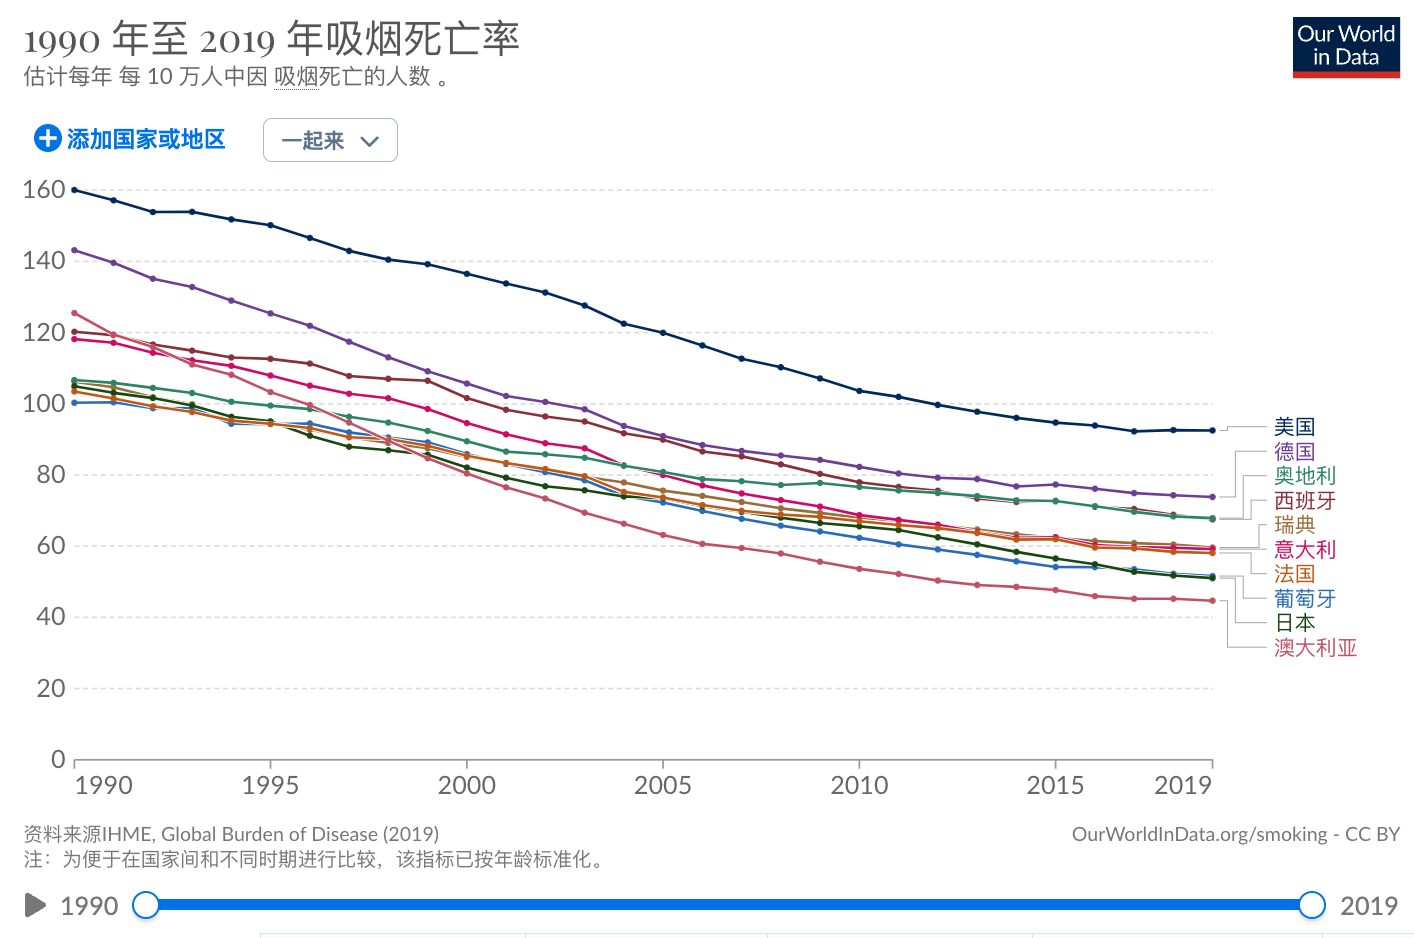 1990 年至 2019 年吸烟死亡率
估计每年 每 10 万人中因 吸烟死亡的人数 。
Our World
in Data
添加国家或地区
一起来
160
140
120
100
80
60
40
20
0
1990
1995
2000
2005
2010
2015
2019
美国
德国
奥地利
西班牙
瑞典
意大利
法国
葡萄牙
日本
澳大利亚
资料来源IHME, Global Burden of Disease (2019)
OurWorldInData.org/smoking - CC BY
注：为便于在国家间和不同时期进行比较，该指标已按年龄标准化。
1990
2019